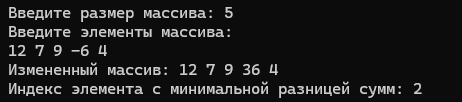 Введите размер массива: 5
Введите элементы массива:
12 7 9 -6 4
Измененный массив: 12 7 9 36 4
Индекс элемента с минимальной разницей сумм: 2